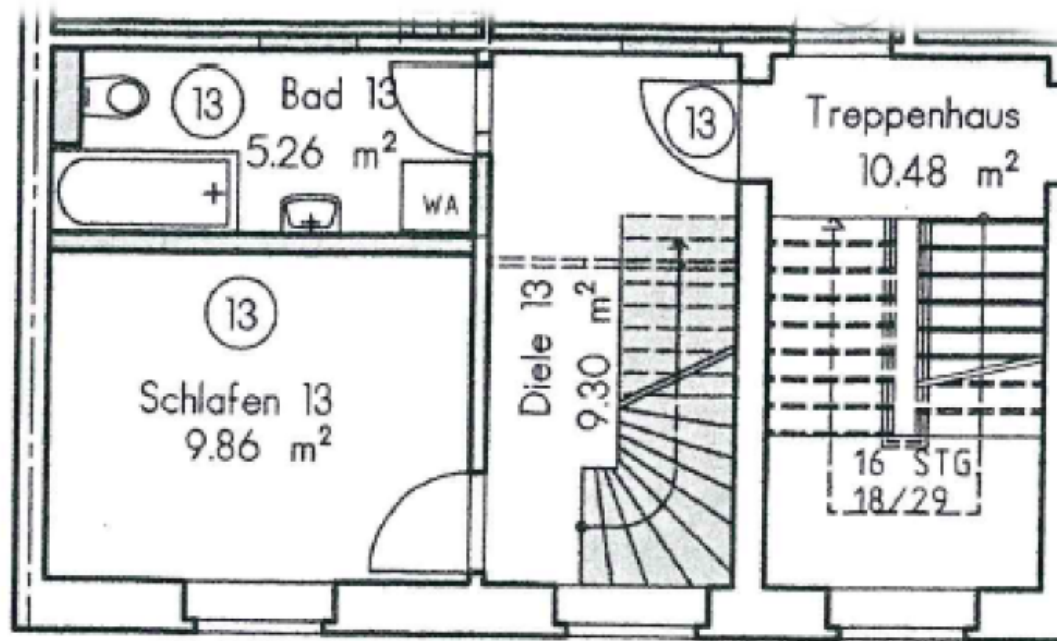 13
Bad 13
5.26 m²
WA
13
Schlafen 13
9.86 m²
Diele 13
9.30 m²
13
Treppenhaus
10.48 m²
16 STG
18/29